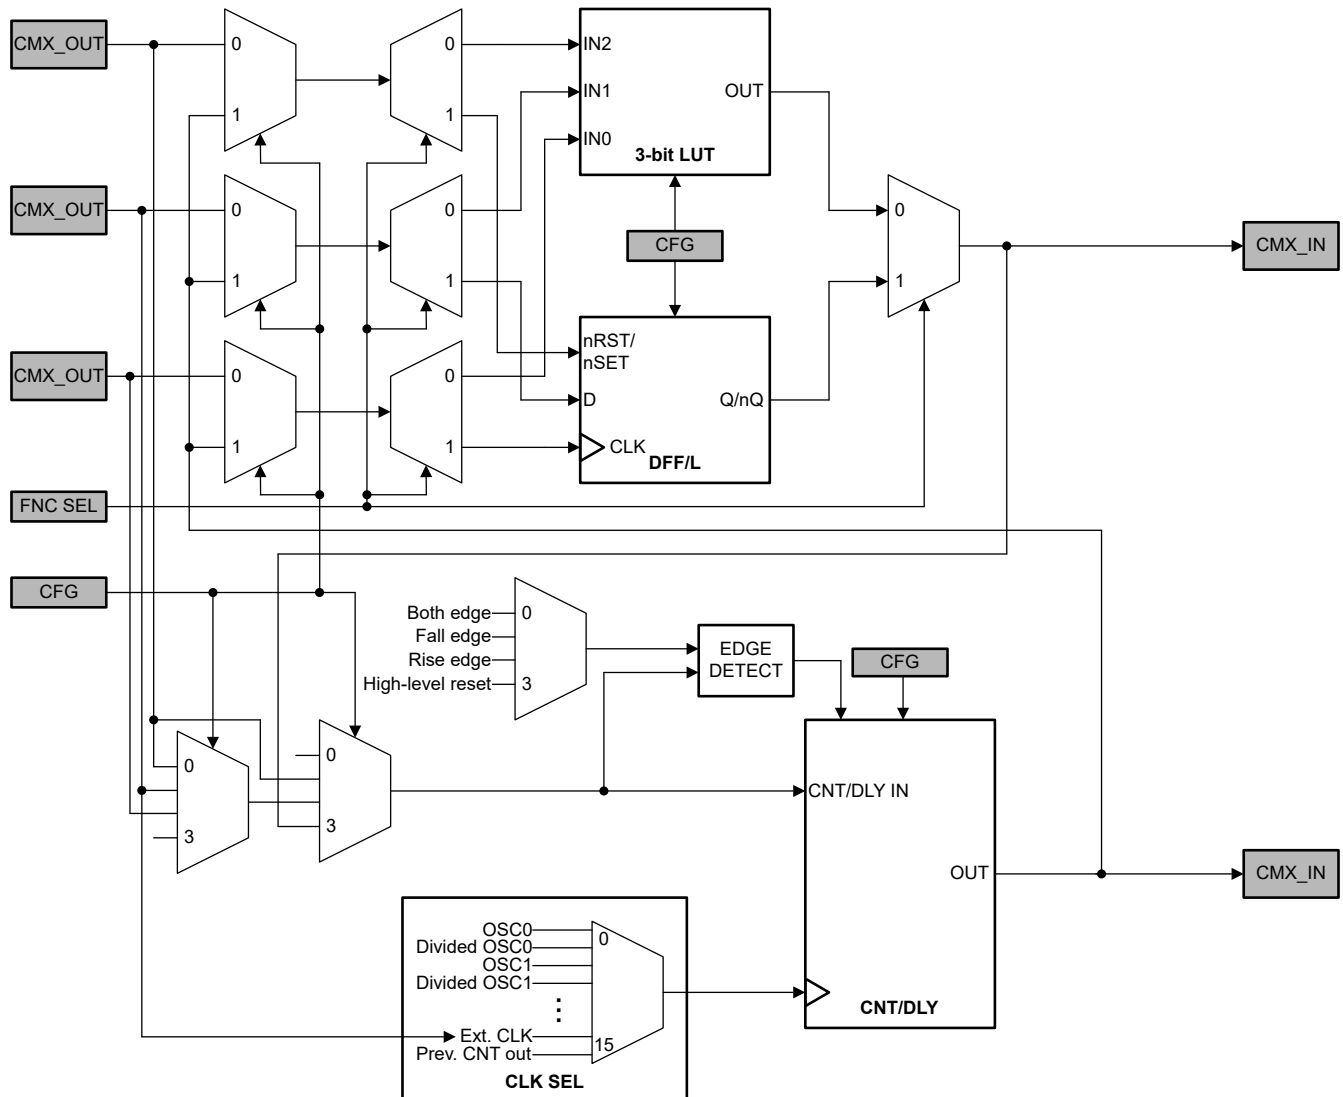 CMX_OUT
0
1
0
1
IN2
IN1
IN0
OUT
3-bit LUT
CMX_OUT
0
1
0
1
CFG
0
1
CMX_IN
CMX_OUT
0
1
0
1
nRST/
nSET
D
CLK
Q/nQ
DFF/L
FNC SEL
CFG
Both edge
Fall edge
Rise edge
High-level reset
0
3
EDGE
DETECT
CFG
0
3
0
3
CNT/DLY IN
OUT
CNT/DLY
CMX_IN
OSC0
Divided OSC0
OSC1
Divided OSC1
Ext. CLK
Prev. CNT out
0
15
CLK SEL